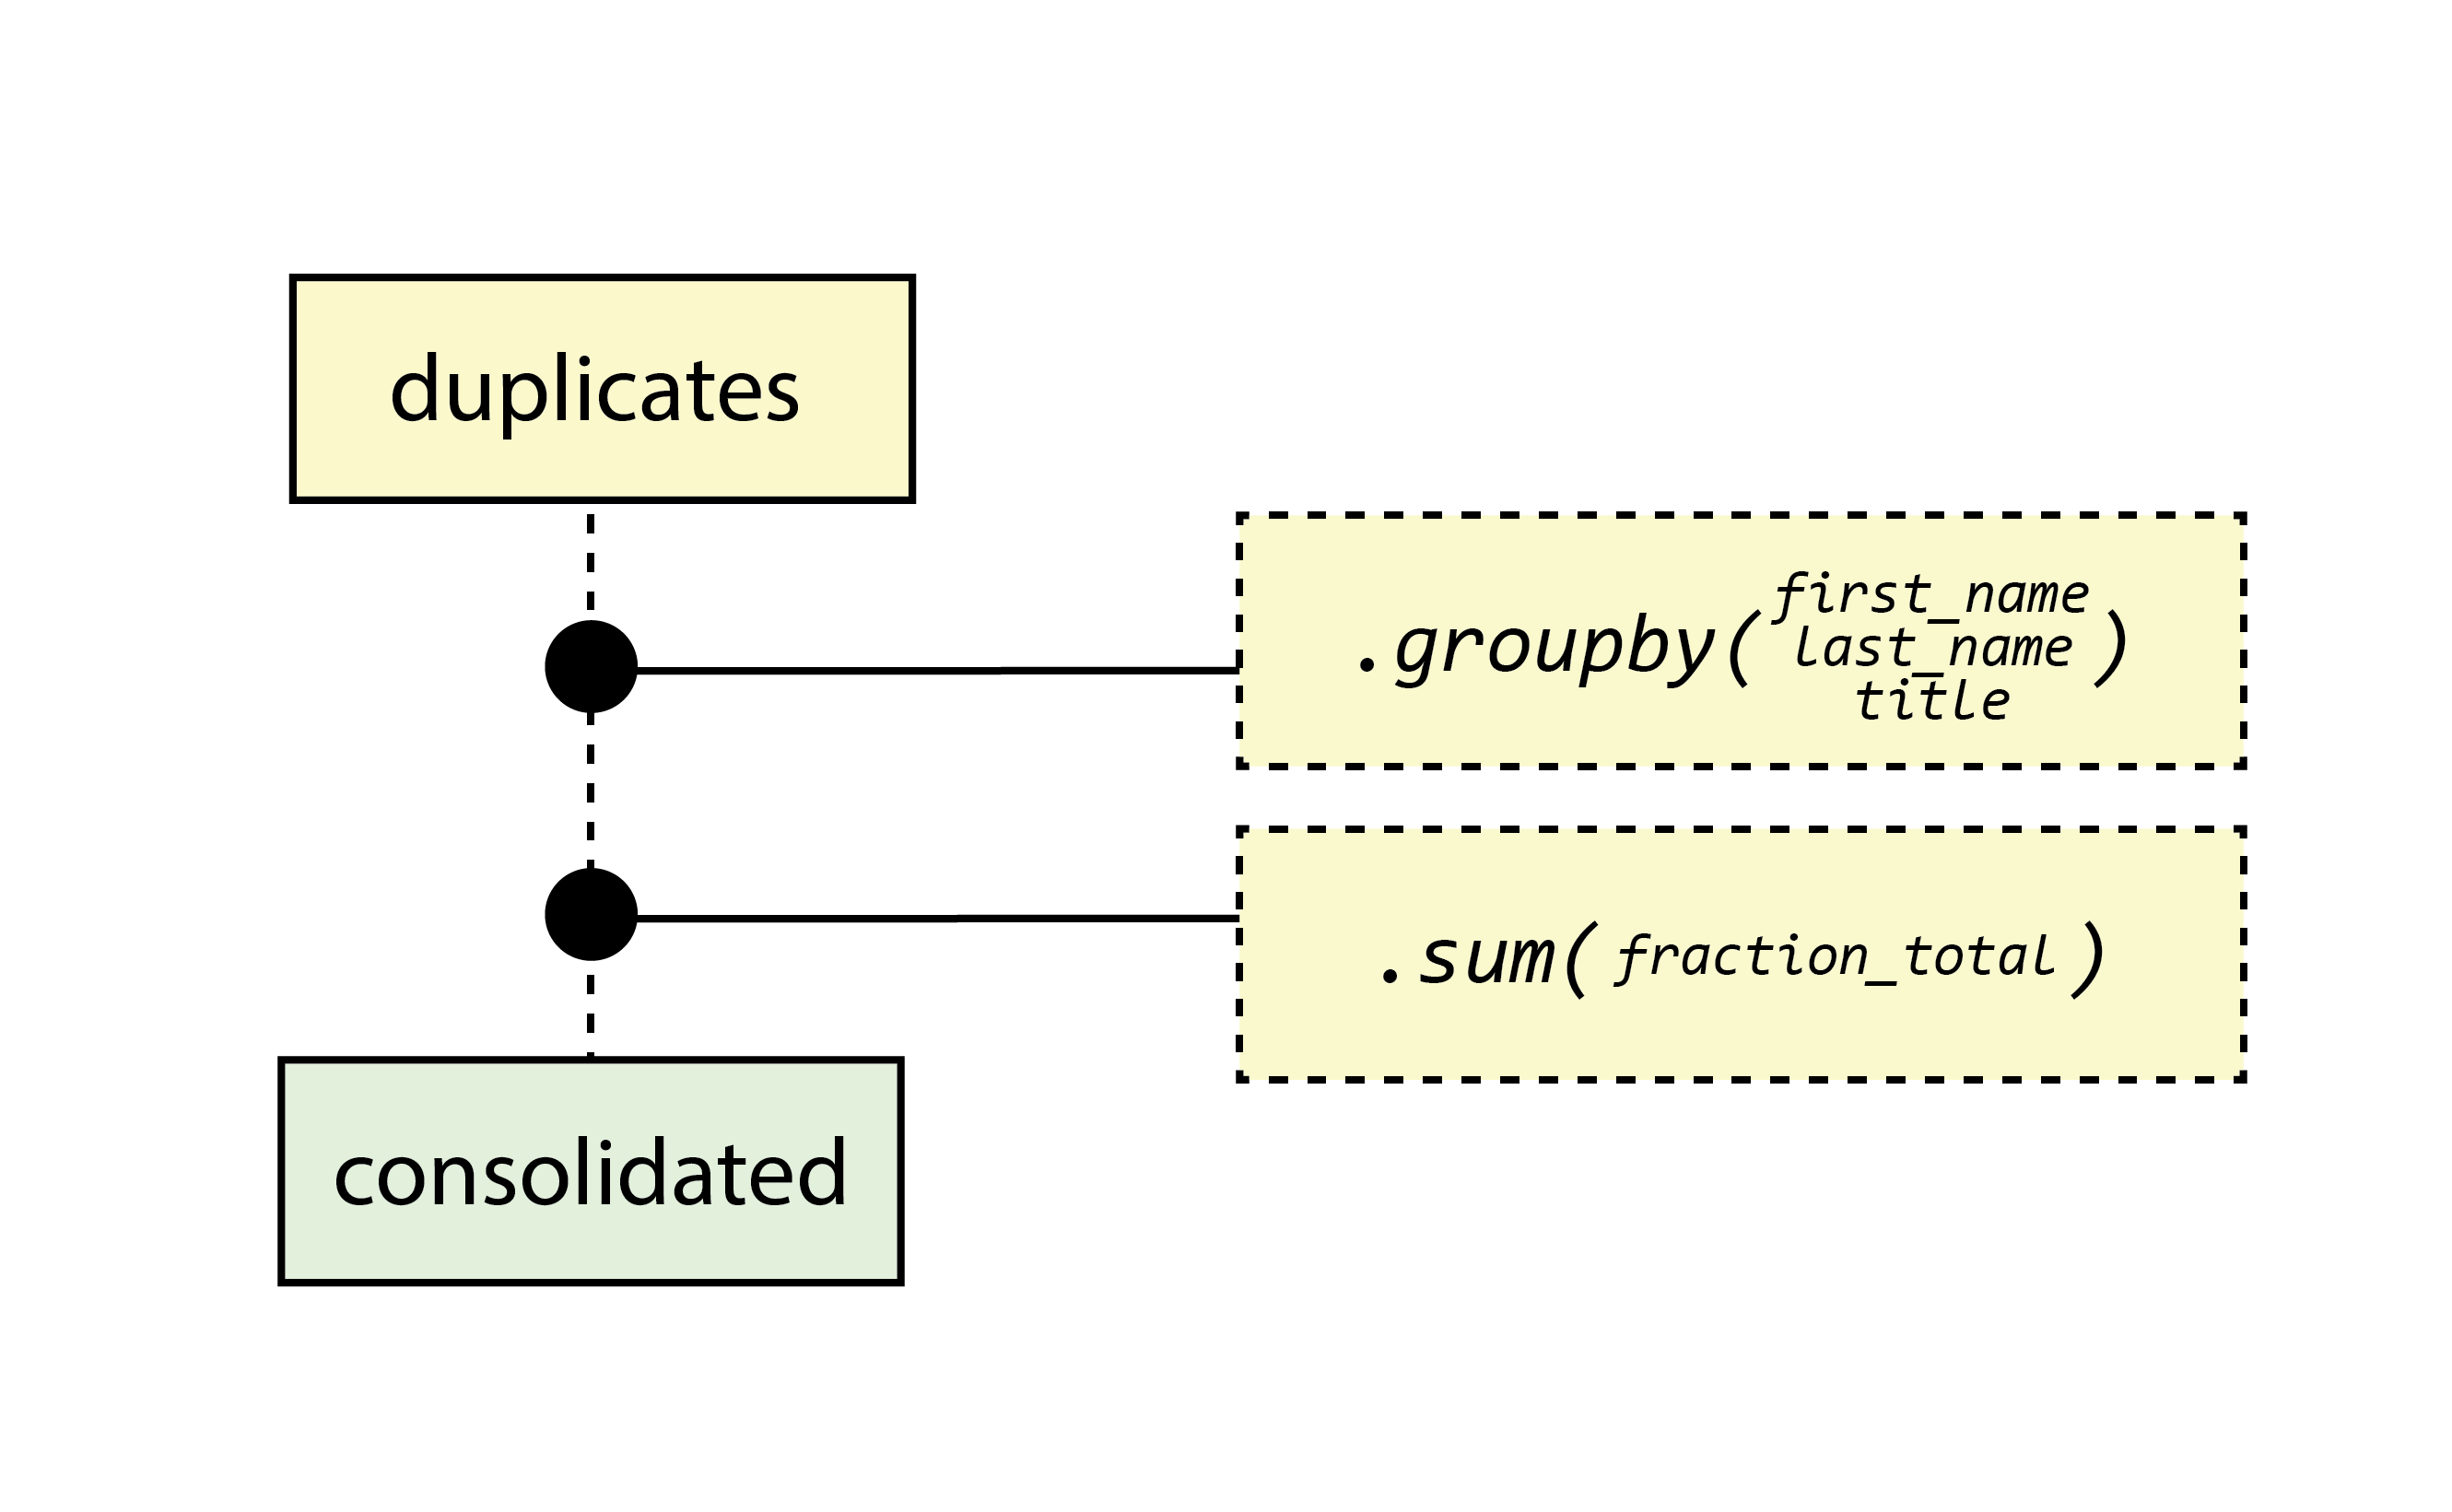 duplicates
.groupby(first_name
last_name)
title
.sum(fraction_total)
consolidated